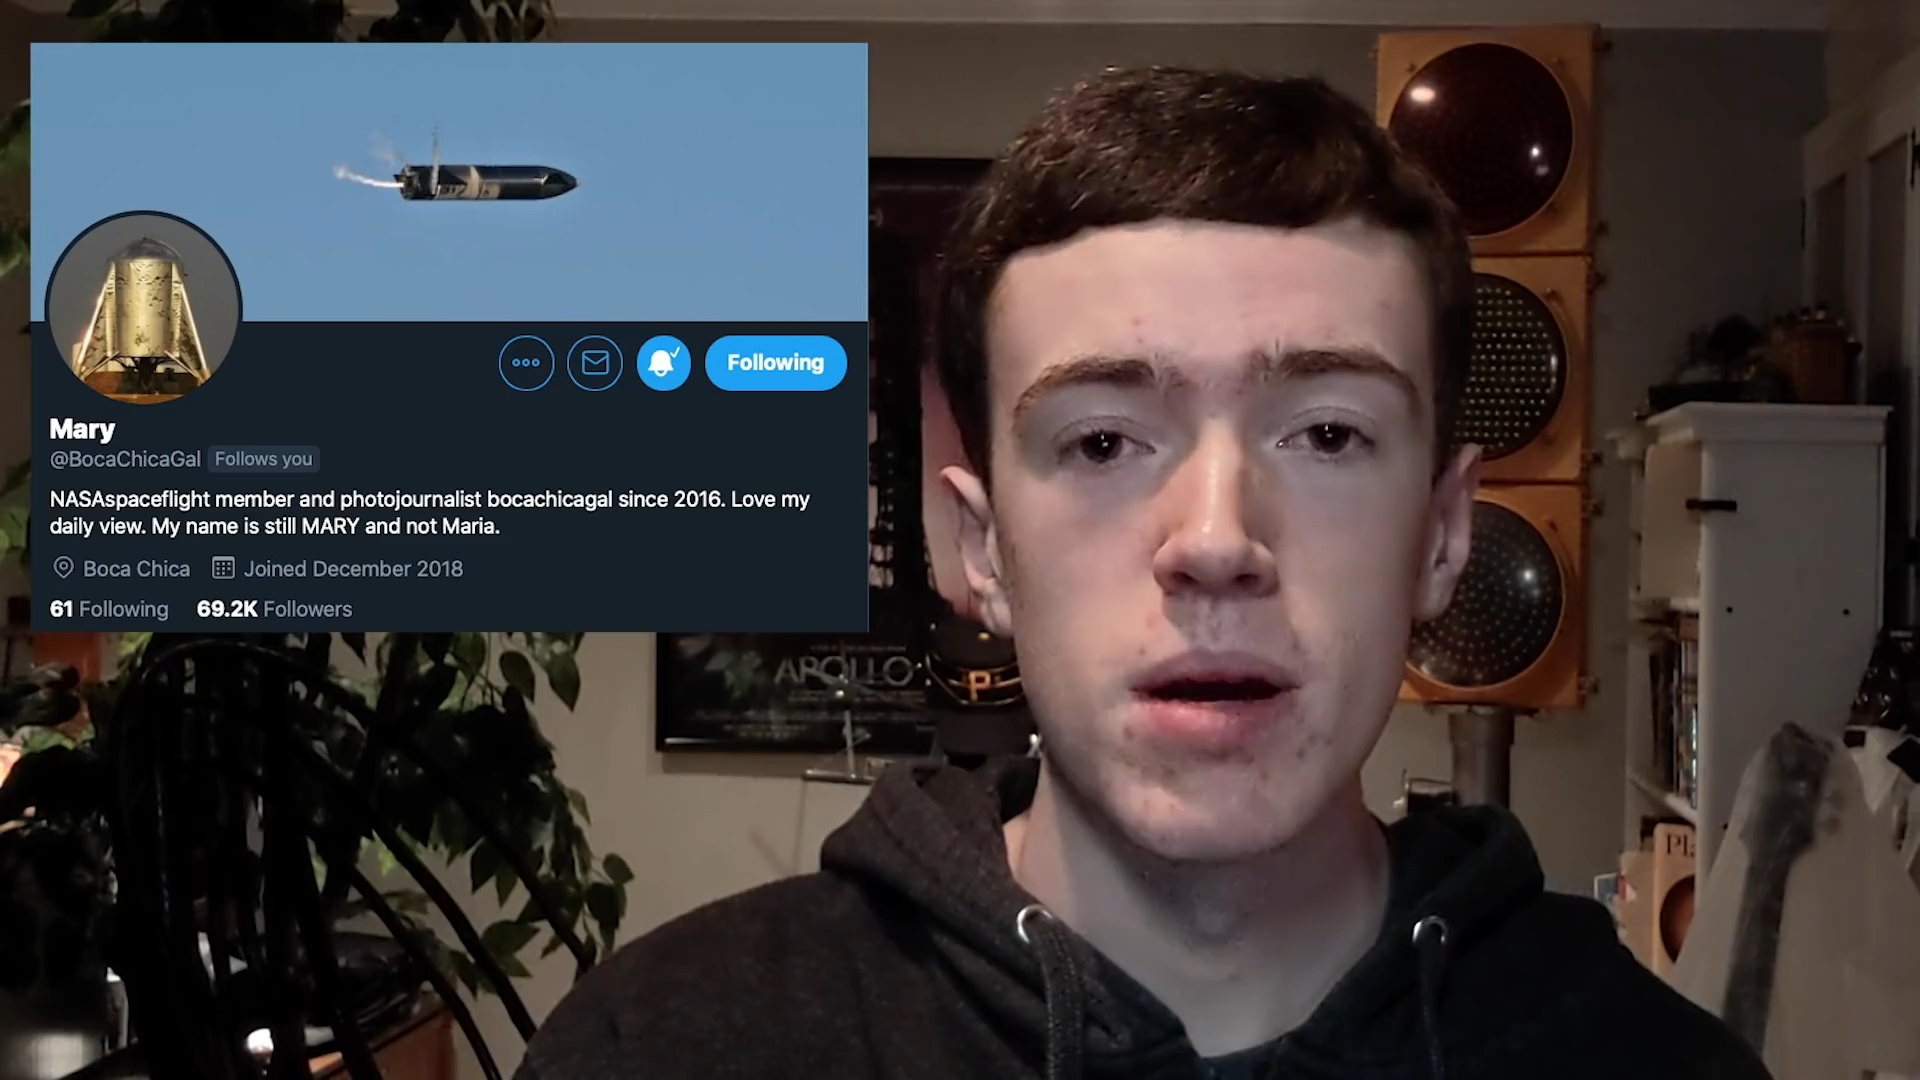 Following
Mary
@BocaChicaGal Follows you
NASAspaceflight member and photojournalist bocachicagal since 2016. Love my
daily view. My name is still MARY and not Maria.
Boca Chica Joined December 2018
61 Following 69.2K Followers
APOLLO
P